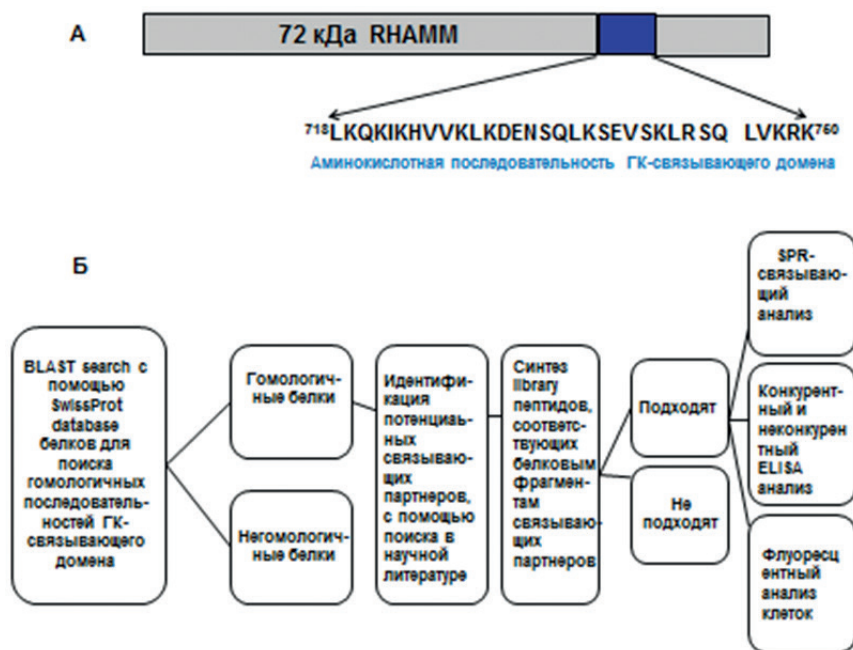 А
72 кДа RHAMM
718LKQKIKHVVKLKDENSQLKSEVSKLRSQ LVKRK760
Аминокислотная последовательность ГК-связывающего домена
Б
BLAST search с
помощью
SwissProt
database
белков для
поиска
гомологичных
последователь-
ностей ГК-
связывающего
домена
Гомологич-
ные белки
Негомологич-
ные белки
Идентифи-
кация
потенциаль-
ных
связываю-
щих
партнеров,
с помощью
поиска в
научной
литературе
Синтез
library
пептидов,
соответс-
твующих
белковым
фрагмен-
там
связываю-
щих
партнеров
Подходят
Не
подходят
SPR-
связываю-
щий
анализ
Конкурент-
ный и
неконкурен
тный
ELISA
анализ
Флуоресц
ентный
анализ
клеток